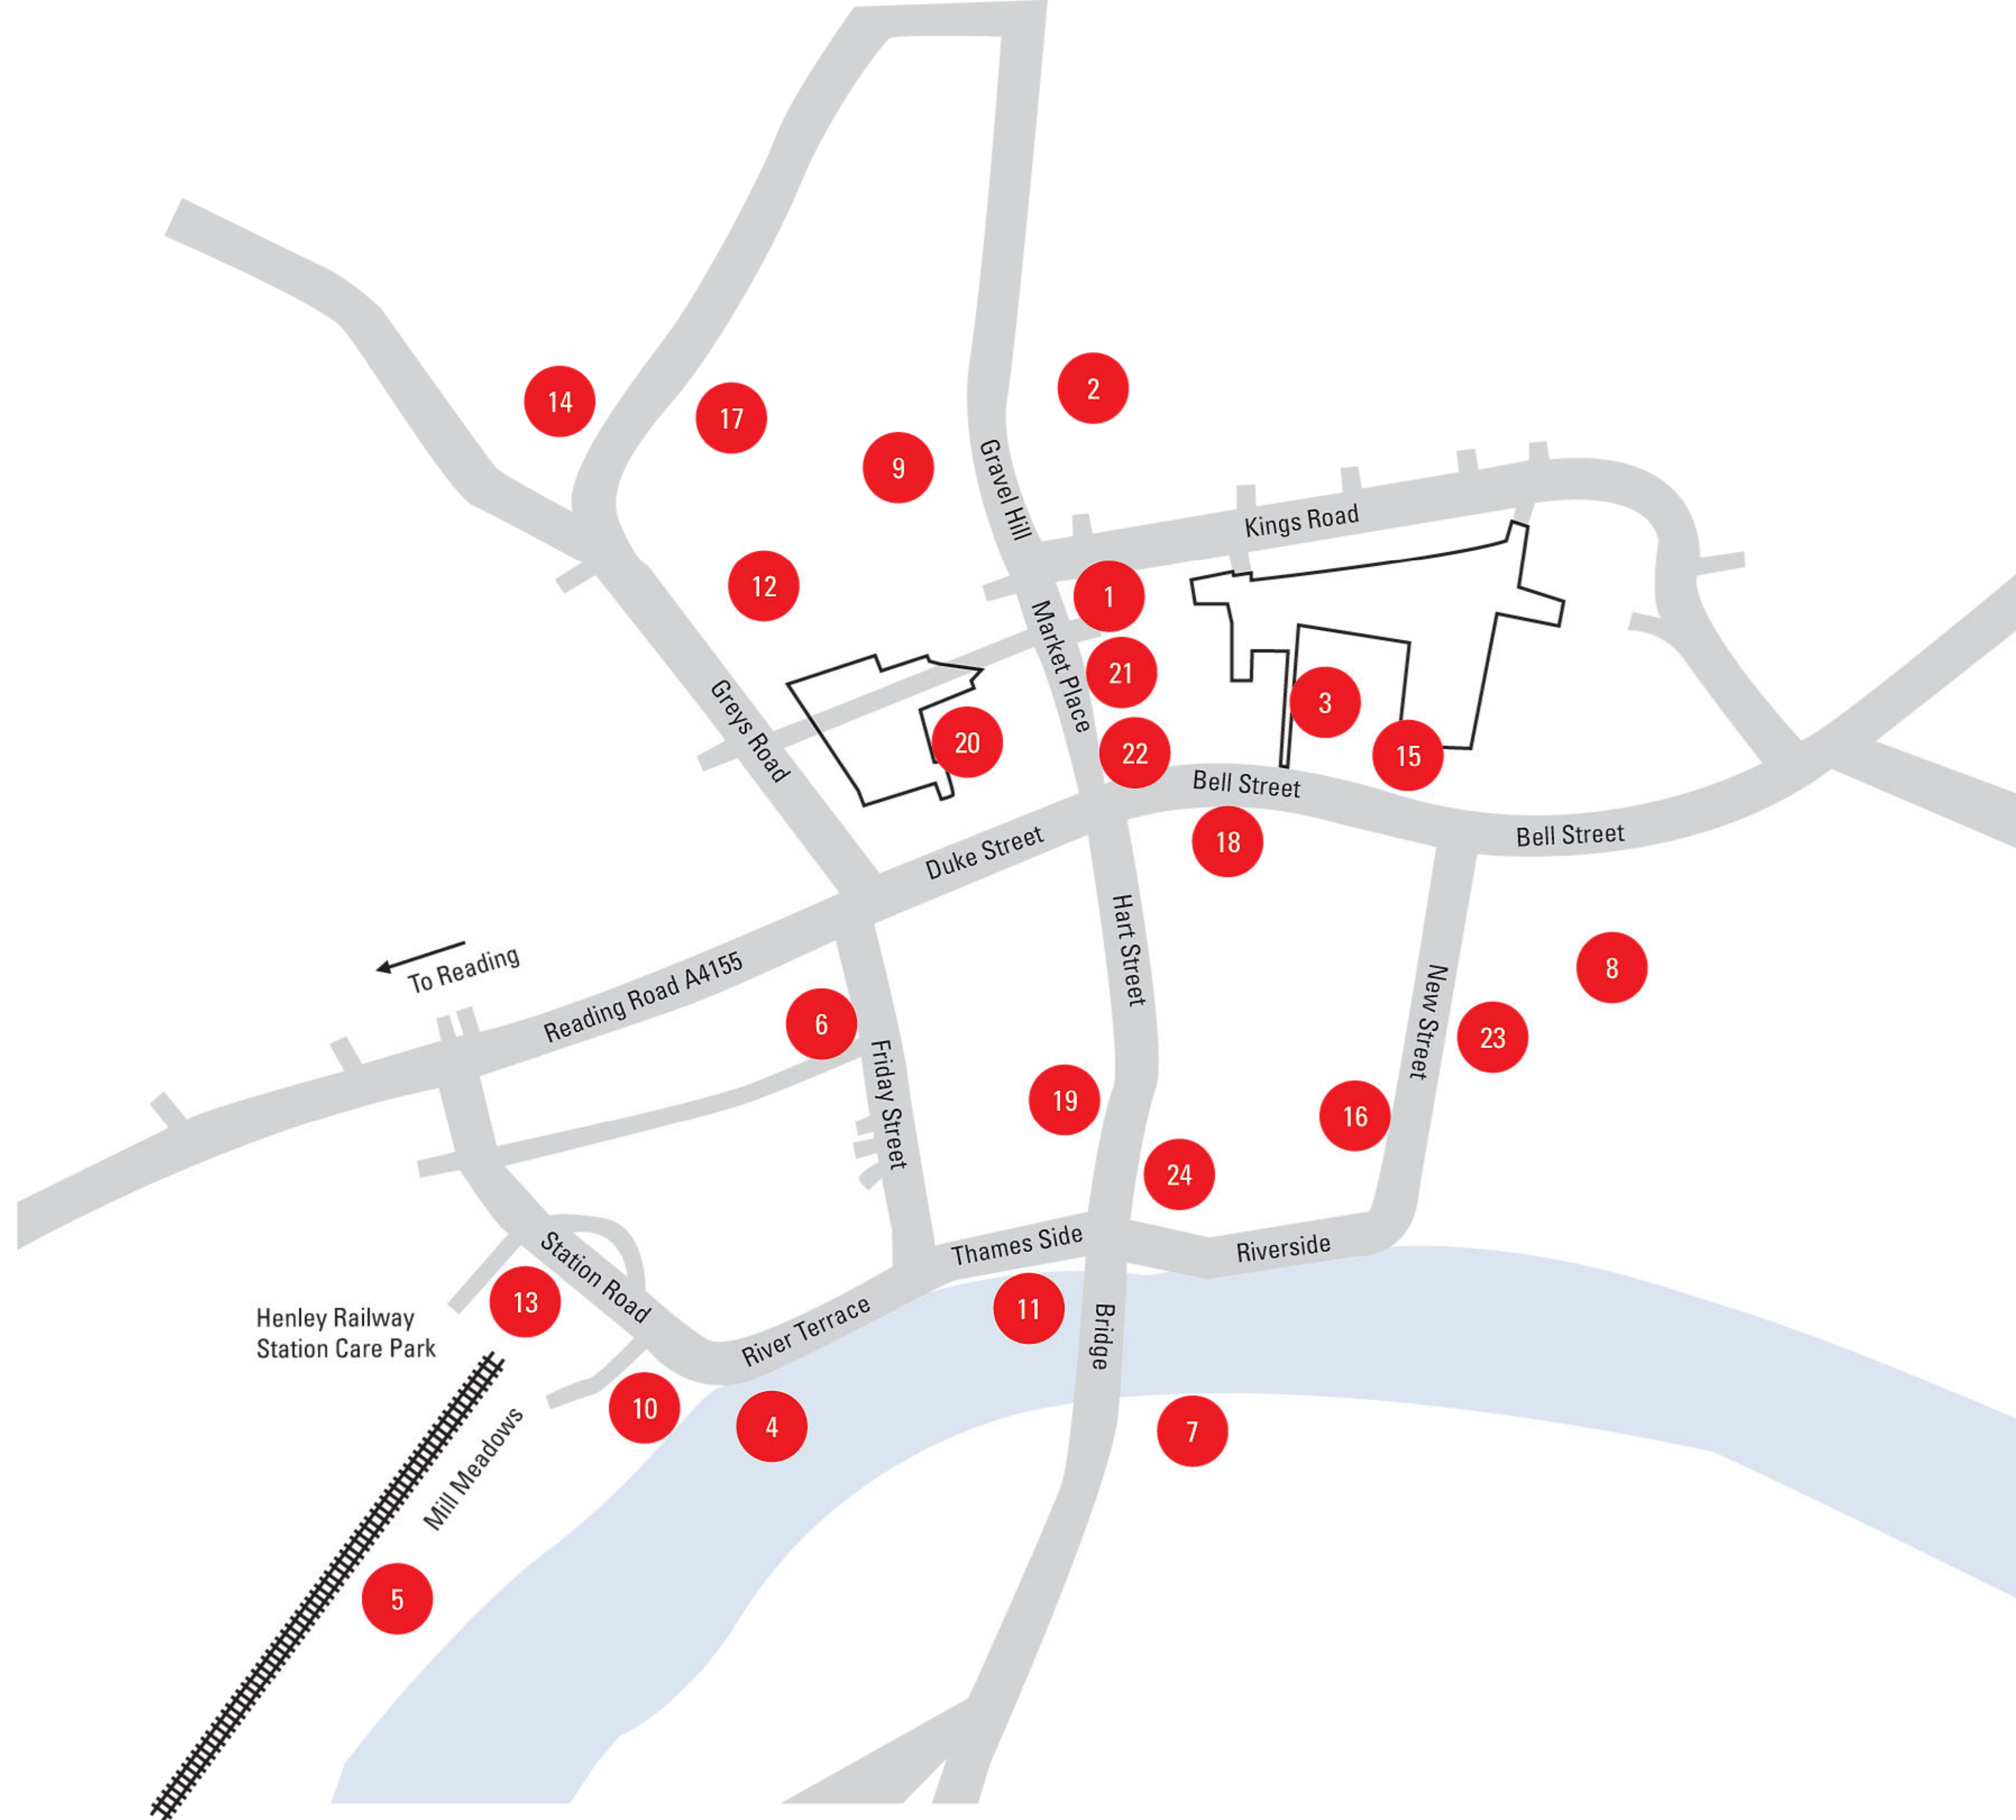 2
14
17
9
Gravel Hill
Kings Road
12
1
Market Place
21
3
Greys Road
20
22
15
Bell Street
Bell Street
18
Duke Street
Hart Street
To Reading
Reading Road A4155
8
6
New Street
23
Friday Street
19
16
24
Thames Side
Riverside
Station Road
13
Henley Railway
Station Care Park
11
River Terrace
Bridge
10
4
7
Mill Meadows
5